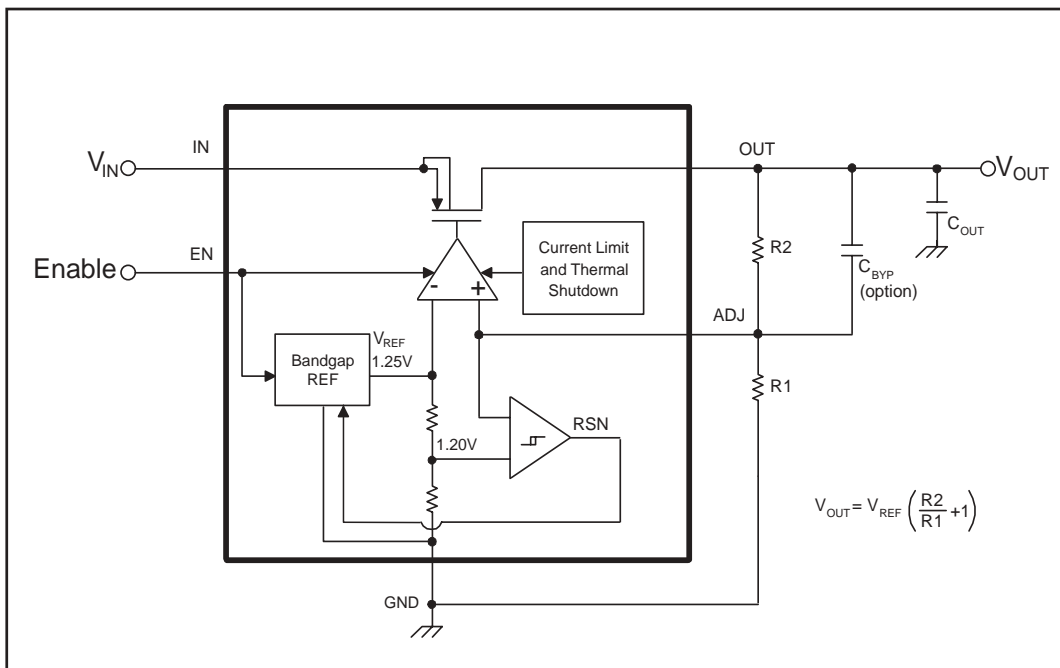 IN
OUT
V_IN
V_OUT
C_OUT
EN
Enable
Current Limit
and Thermal
Shutdown
R2
C_BYP
(option)
-
+
ADJ
V_REF
1.25V
Bandgap
REF
R1
RSN
1.20V
V_OUT = V_REF (R2/R1 +1)
GND